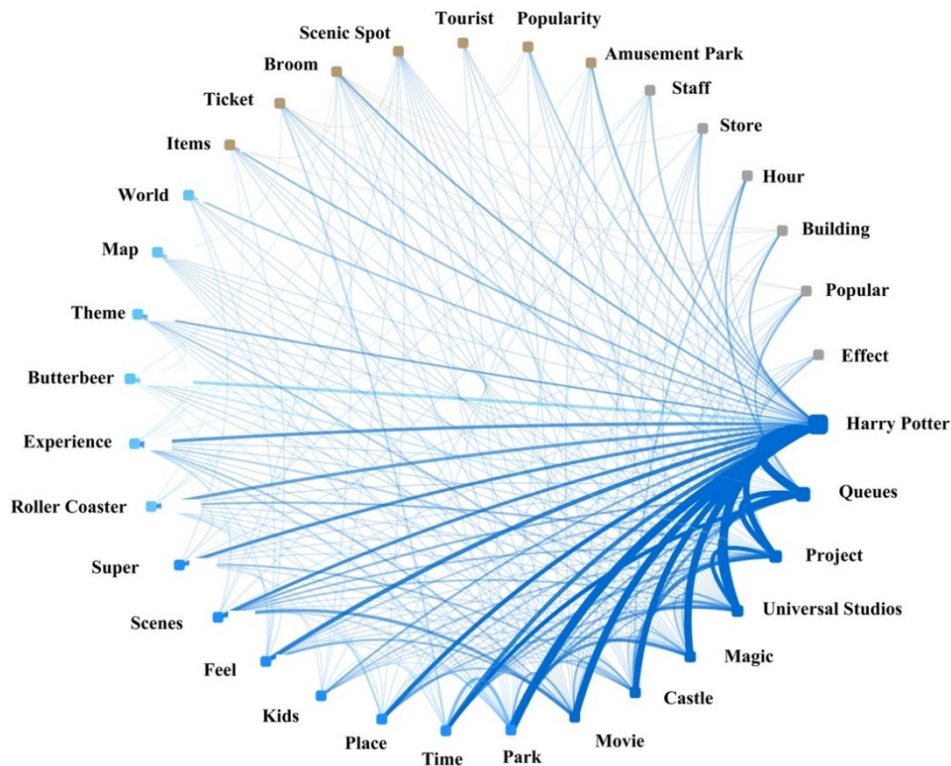 Tourist
Popularity
Scenic Spot
Amusement Park
Broom
Staff
Ticket
Store
Items
Hour
World
Building
Map
Popular
Theme
Effect
Butterbeer
Harry Potter
Experience
Queues
Roller Coaster
Project
Super
Universal Studios
Scenes
Magic
Feel
Castle
Kids
Movie
Place
Park
Time